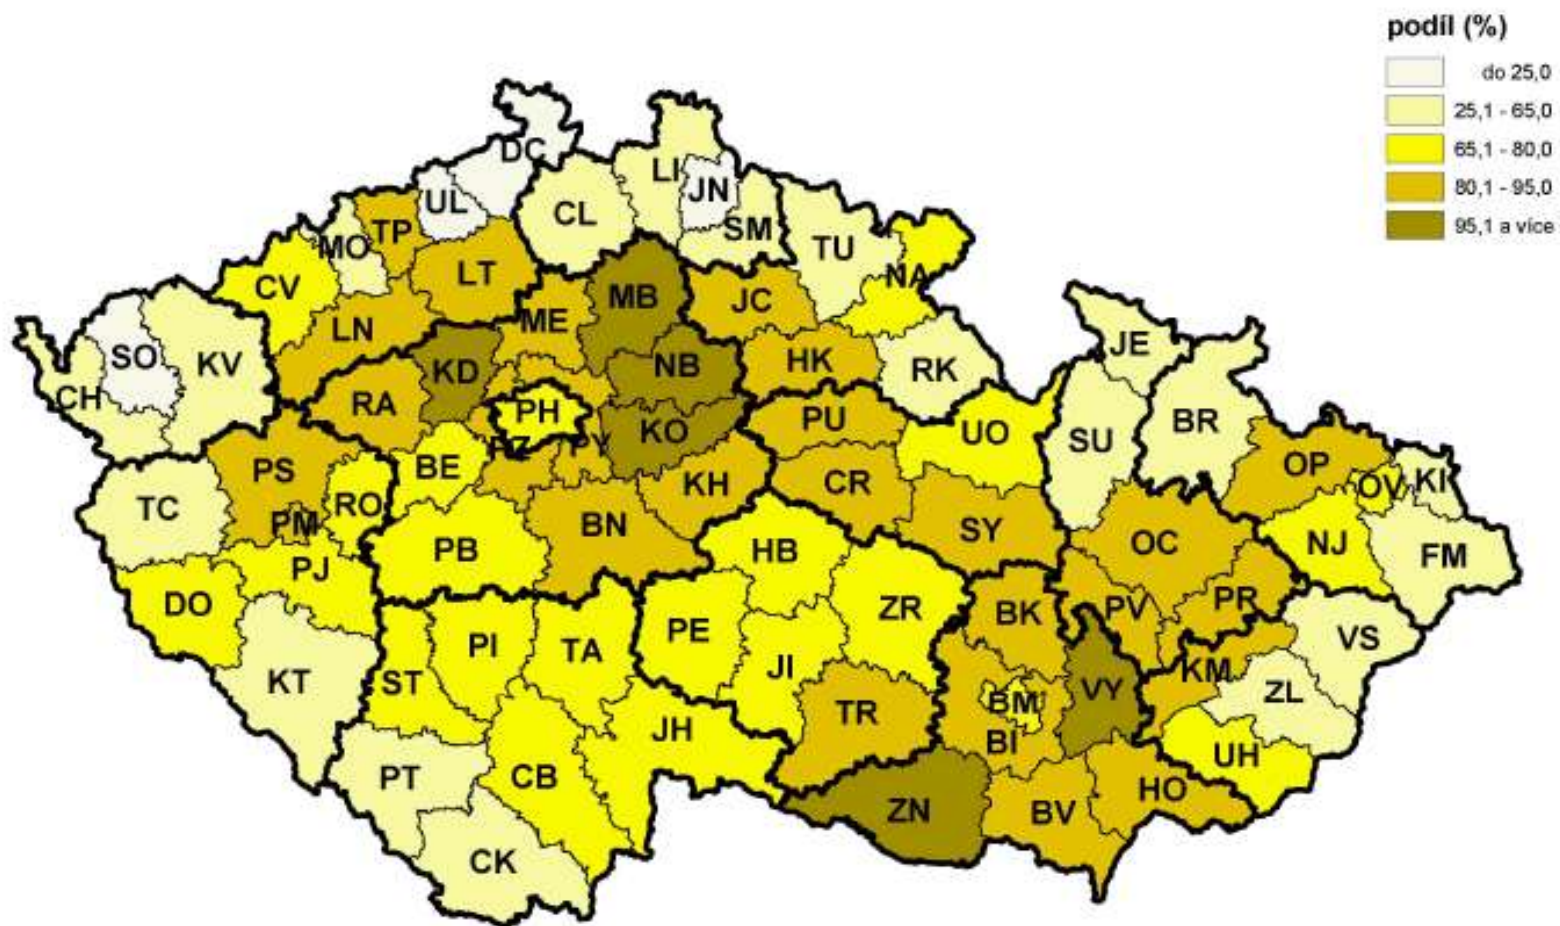 podíl (%)
do 25,0
25,1 - 65,0
65,1 - 80,0
80,1 - 95,0
95,1 a více
DC
LI
JN
UL
CL
SM
MO
TP
TU
NA
CV
LT
MB
JC
ME
LN
SO
KV
HK
JE
NB
KD
RK
CH
RA
PH
PU
UO
BR
KO
SU
PZ
PY
BE
PS
OP
KH
CR
OV
KI
RO
TC
PM
BN
SY
OC
NJ
PB
HB
FM
PJ
DO
ZR
BK
PV
PR
PE
VS
PI
TA
JI
KT
ST
KM
VY
ZL
BM
TR
JH
BI
UH
PT
CB
HO
ZN
BV
CK